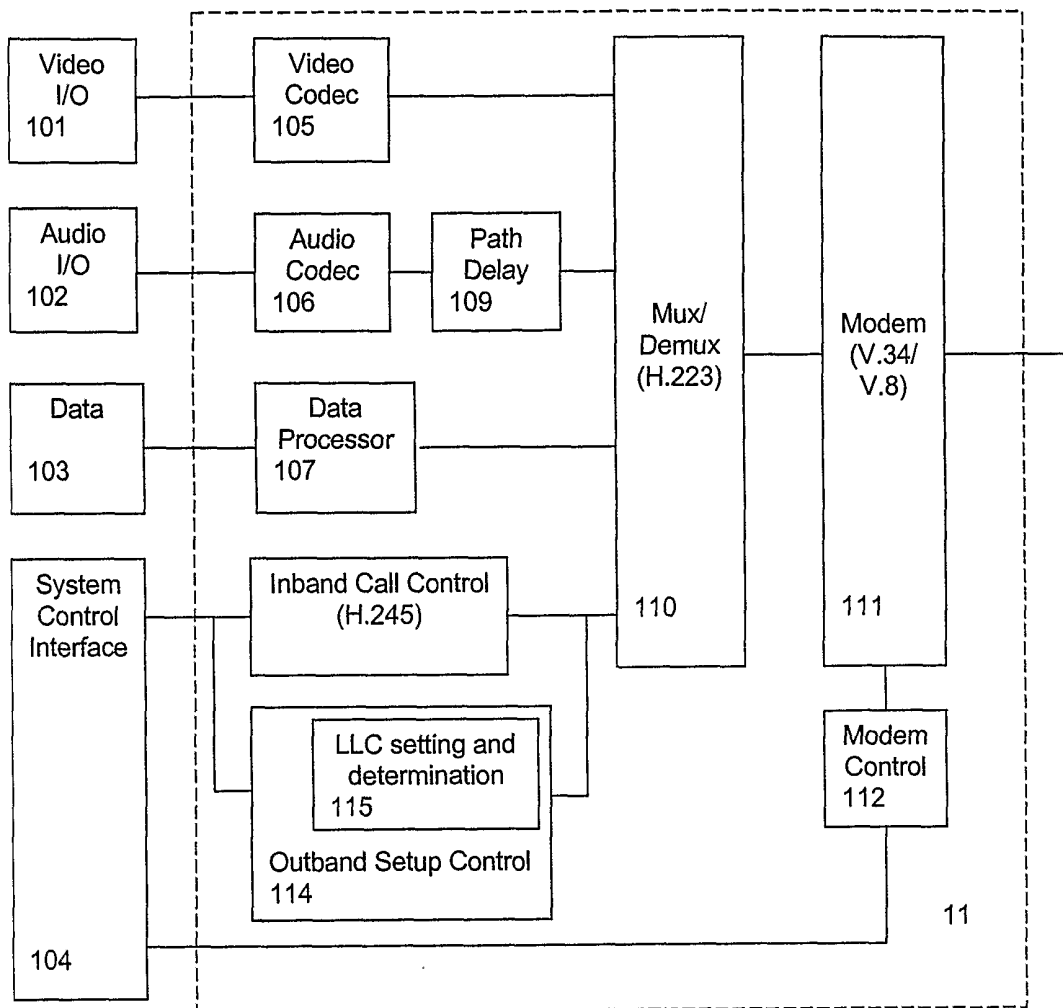 Video
I/O
101
Video
Codec
105
Audio
I/O
102
Audio
Codec
106
Path
Delay
109
Mux/
Demux
(H.223)
110
Modem
(V.34/
V.8)
111
Data
103
Data
Processor
107
System
Control
Interface
104
Inband Call Control
(H.245)
LLC setting and
determination
115
Outband Setup Control
114
Modem
Control
112
11